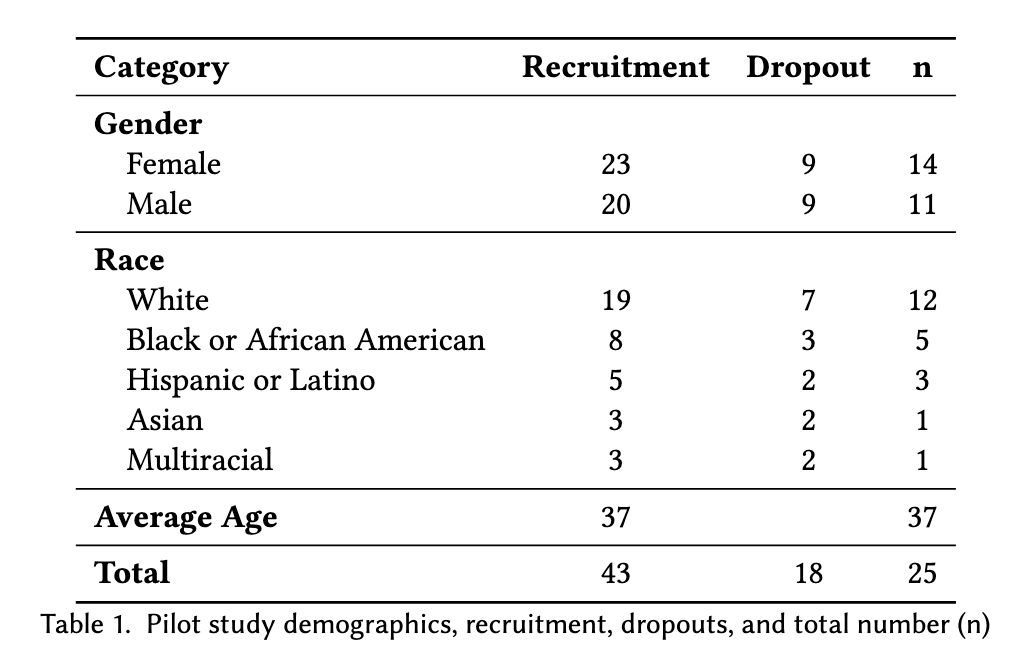 Category Recruitment Dropout n
Gender
Female 23 9 14
Male 20 9 11
Race
White 19 7 12
Black or African American 8 3 5
Hispanic or Latino 5 2 3
Asian 3 2 1
Multiracial 3 2 1
Average Age 37 37
Total 43 18 25
Table 1. Pilot study demographics, recruitment, dropouts, and total number (n)